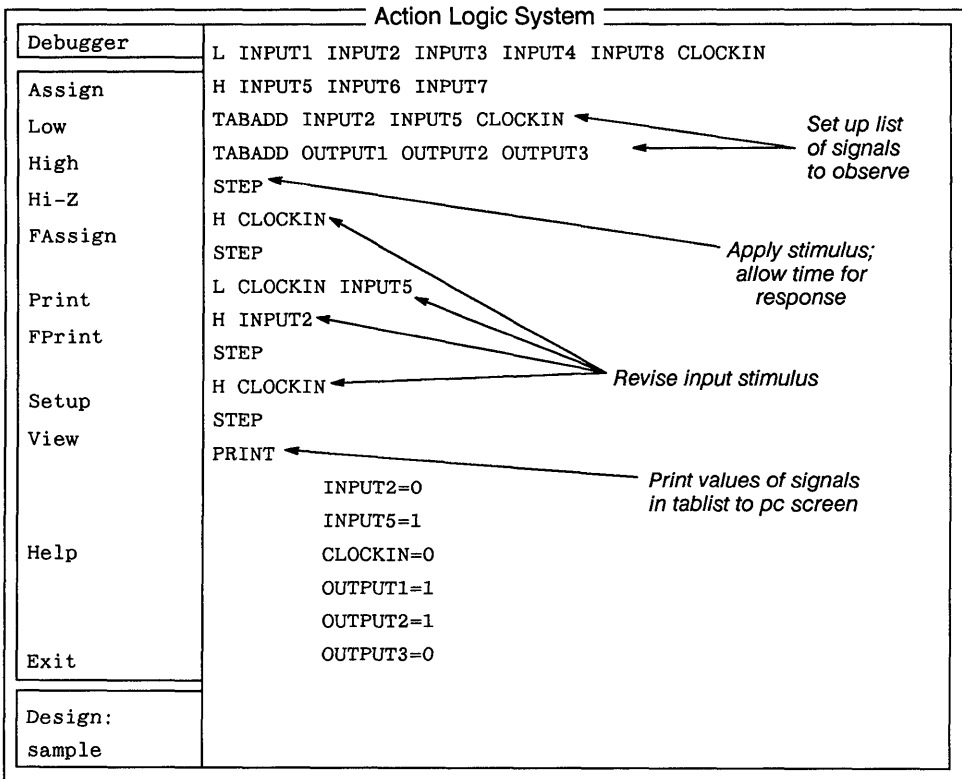 Action Logic System
Debugger
Assign
Low
High
Hi-Z
FAssign
Print
FPrint
Setup
View
Help
Exit
Design:
sample
L INPUT1 INPUT2 INPUT3 INPUT4 INPUT8 CLOCKIN
H INPUT5 INPUT6 INPUT7
TABADD INPUT2 INPUT5 CLOCKIN
TABADD OUTPUT1 OUTPUT2 OUTPUT3
STEP
H CLOCKIN
STEP
L CLOCKIN INPUT5
H INPUT2
STEP
H CLOCKIN
STEP
PRINT
INPUT2=0
INPUT5=1
CLOCKIN=0
OUTPUT1=1
OUTPUT2=1
OUTPUT3=0
Set up list
of signals
to observe
Apply stimulus;
allow time for
response
Revise input stimulus
Print values of signals
in tablist to pc screen